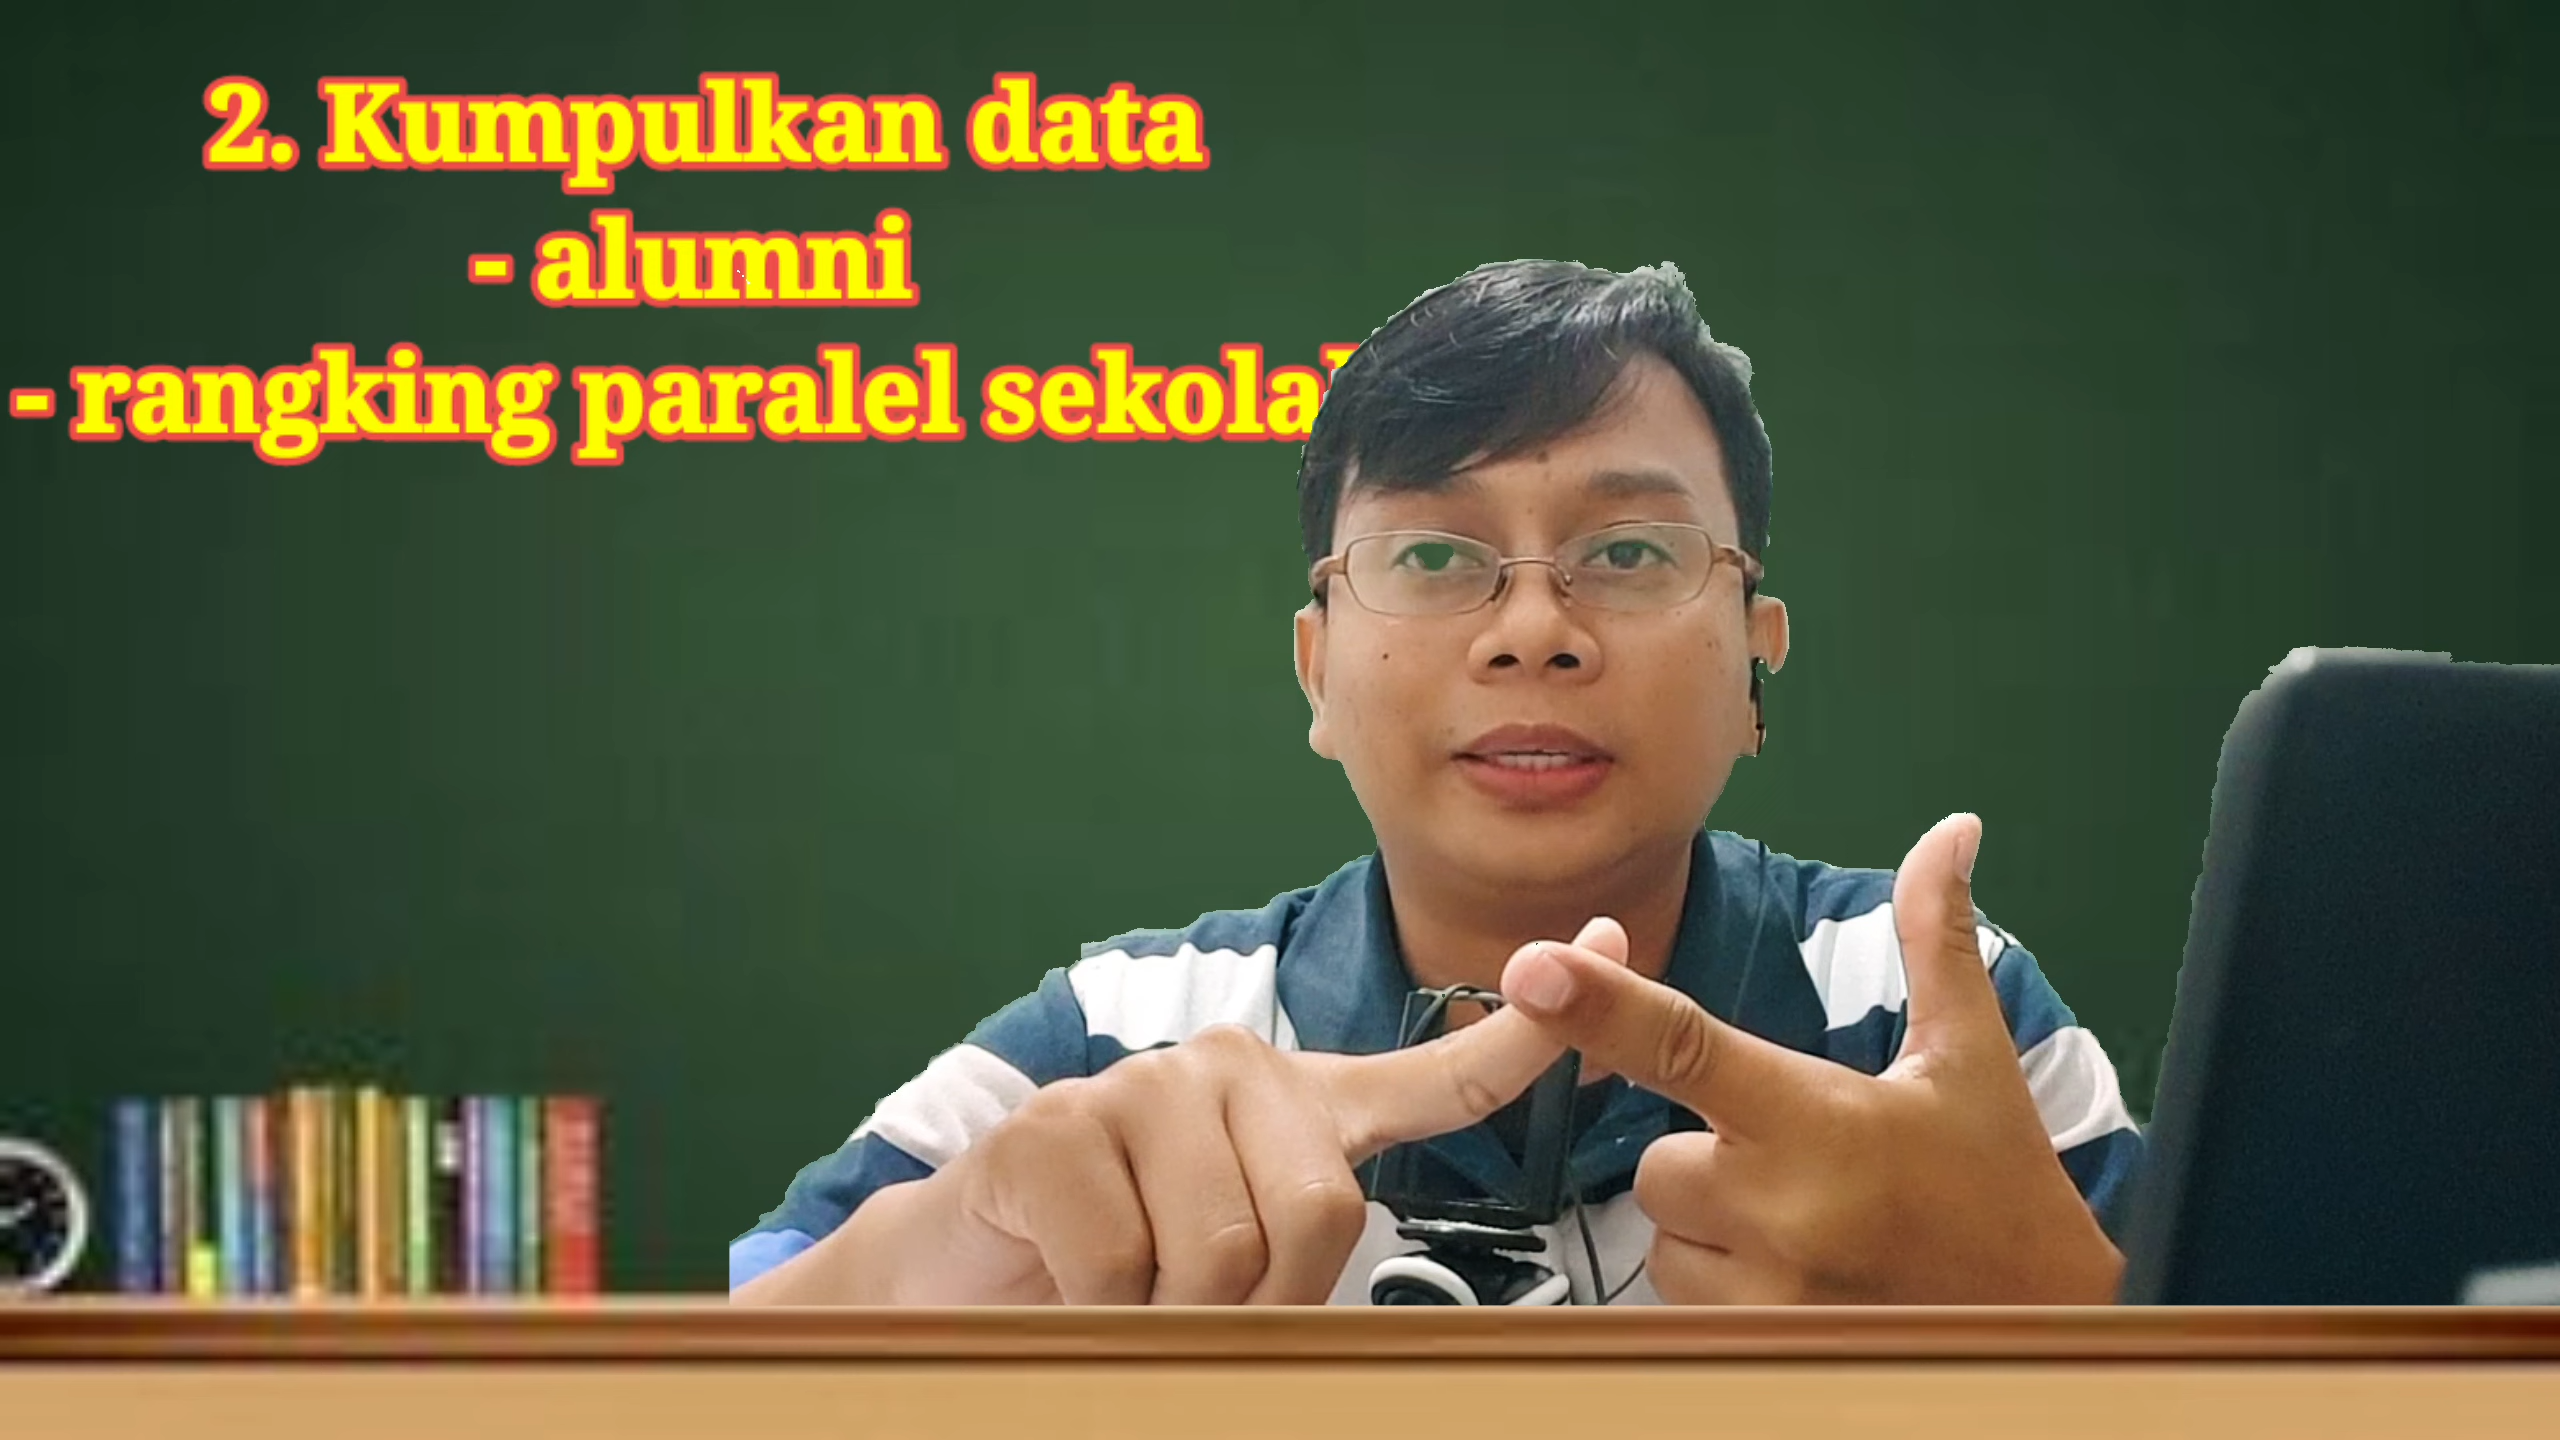 2. Kumpulkan data
- alumni
- rangking paralel